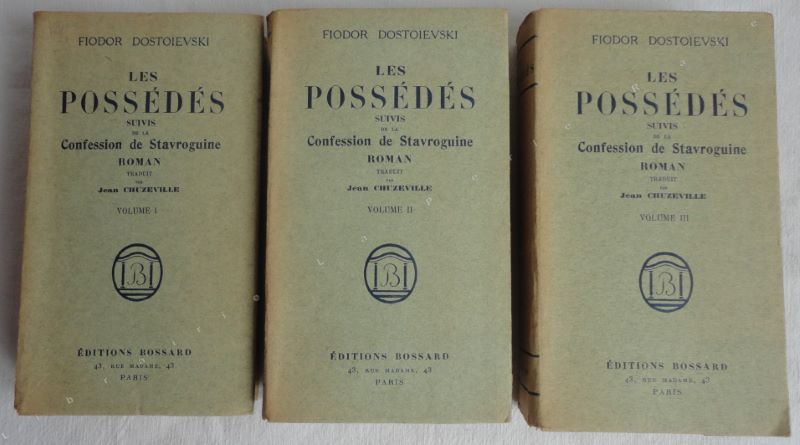 FIODOR DOSTOIEVSKI
LES
POSSÉDÉS
SUIVIS
DE LA
Confession de Stavroguine
ROMAN
TRADUIT
PAR
Jean CHUZEVILLE
VOLUME I
B
ÉDITIONS BOSSARD
43, RUE MADAME, 43
PARIS
FIODOR DOSTOIEVSKI
LES
POSSÉDÉS
SUIVIS
DE LA
Confession de Stavroguine
ROMAN
TRADUIT
PAR
Jean CHUZEVILLE
VOLUME II
B
ÉDITIONS BOSSARD
43, RUE MADAME, 43
PARIS
FIODOR DOSTOIEVSKI
LES
POSSÉDÉS
SUIVIS
DE LA
Confession de Stavroguine
ROMAN
TRADUIT
PAR
Jean CHUZEVILLE
VOLUME III
B
ÉDITIONS BOSSARD
43, RUE MADAME, 43
PARIS